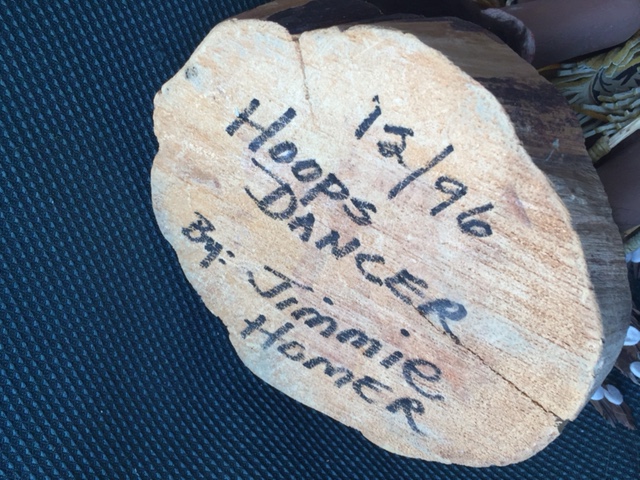 12/96
HOOPS
DANCER
By: Jimmie
HOMER